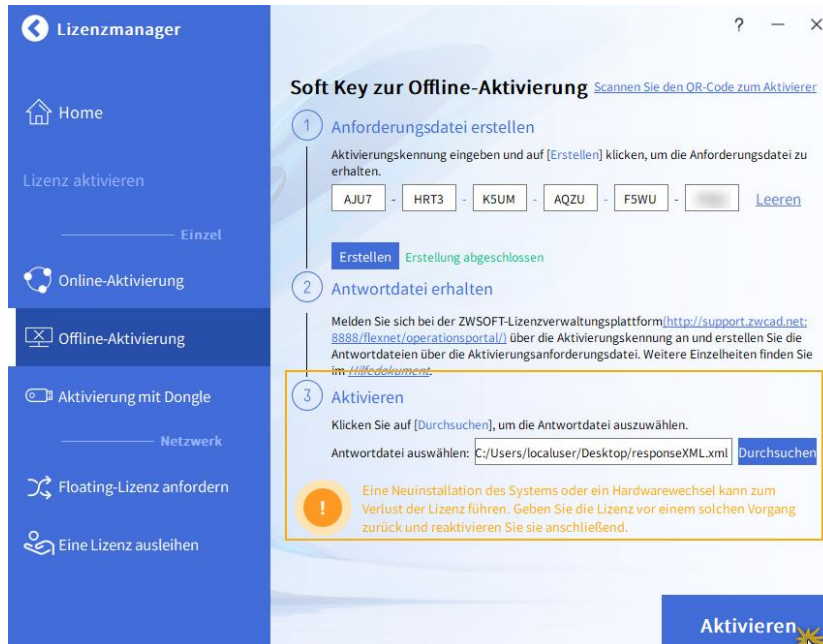 Lizenzmanager
?
Home
Lizenz aktivieren
Einzel
Online-Aktivierung
Offline-Aktivierung
Aktivierung mit Dongle
Netzwerk
Floating-Lizenz anfordern
Eine Lizenz ausleihen
Soft Key zur Offline-Aktivierung Scannen Sie den QR-Code zum Aktivierer
1 Anforderungsdatei erstellen
Aktivierungskennung eingeben und auf [Erstellen] klicken, um die Anforderungsdatei zu
erhalten.
AJU7 - HRT3 - K5UM - AQZU - F5WU - Leeren
Erstellen Erstellung abgeschlossen
2 Antwortdatei erhalten
Melden Sie sich bei der ZWSOFT-Lizenzverwaltungsplattform(http://support.zwcad.net:
8888/flexnet/operationsportal/) über die Aktivierungskennung an und erstellen Sie die
Antwortdateien über die Aktivierungsanforderungsdatei. Weitere Einzelheiten finden Sie
im Hilfedokument.
3 Aktivieren
Klicken Sie auf [Durchsuchen], um die Antwortdatei auszuwählen.
Antwortdatei auswählen: C:/Users/localuser/Desktop/responseXML.xml Durchsuchen
! Eine Neuinstallation des Systems oder ein Hardwarewechsel kann zum
Verlust der Lizenz führen. Geben Sie die Lizenz vor einem solchen Vorgang
zurück und reaktivieren Sie sie anschließend.
Aktivieren